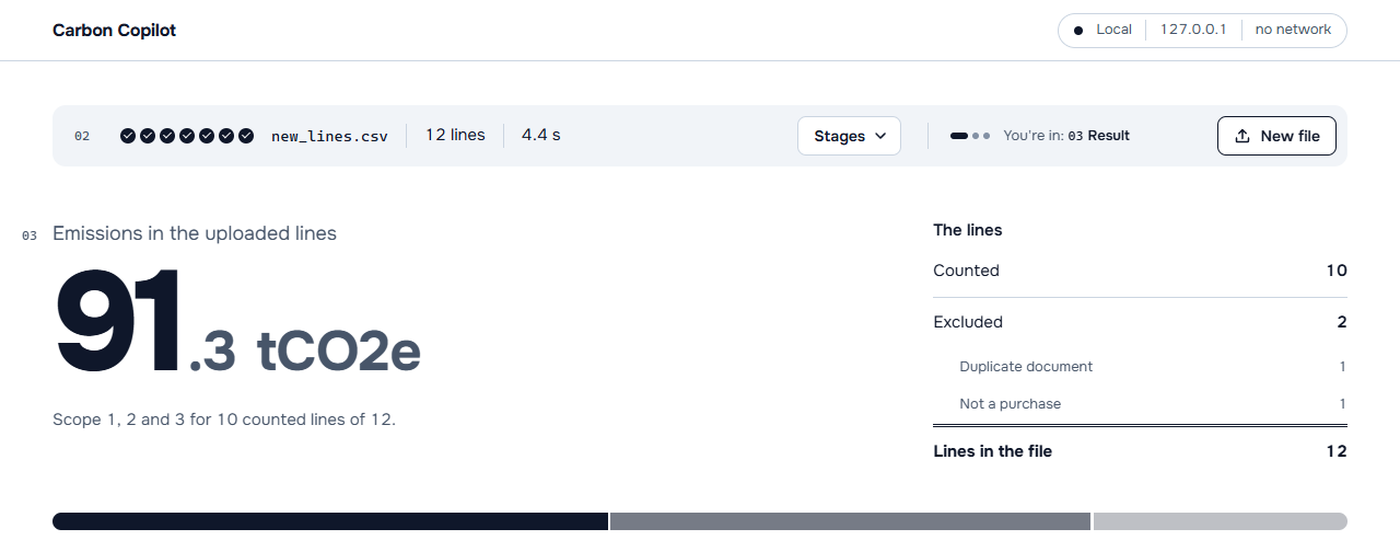 Carbon Copilot
Local 127.0.0.1 no network
02 new_lines.csv 12 lines 4.4 s Stages You're in: 03 Result New file
03 Emissions in the uploaded lines
91.3 tCO2e
Scope 1, 2 and 3 for 10 counted lines of 12.
The lines
Counted 10
Excluded 2
Duplicate document 1
Not a purchase 1
Lines in the file 12